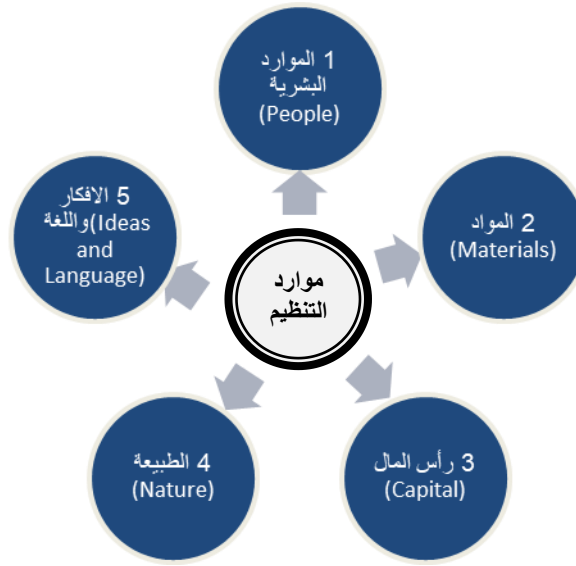 1 الموارد
البشرية
(People)
2 المواد
(Materials)
3 رأس المال
(Capital)
4 الطبيعة
(Nature)
5 الافكار
واللغة(Ideas
and
Language)
موارد
التنظيم